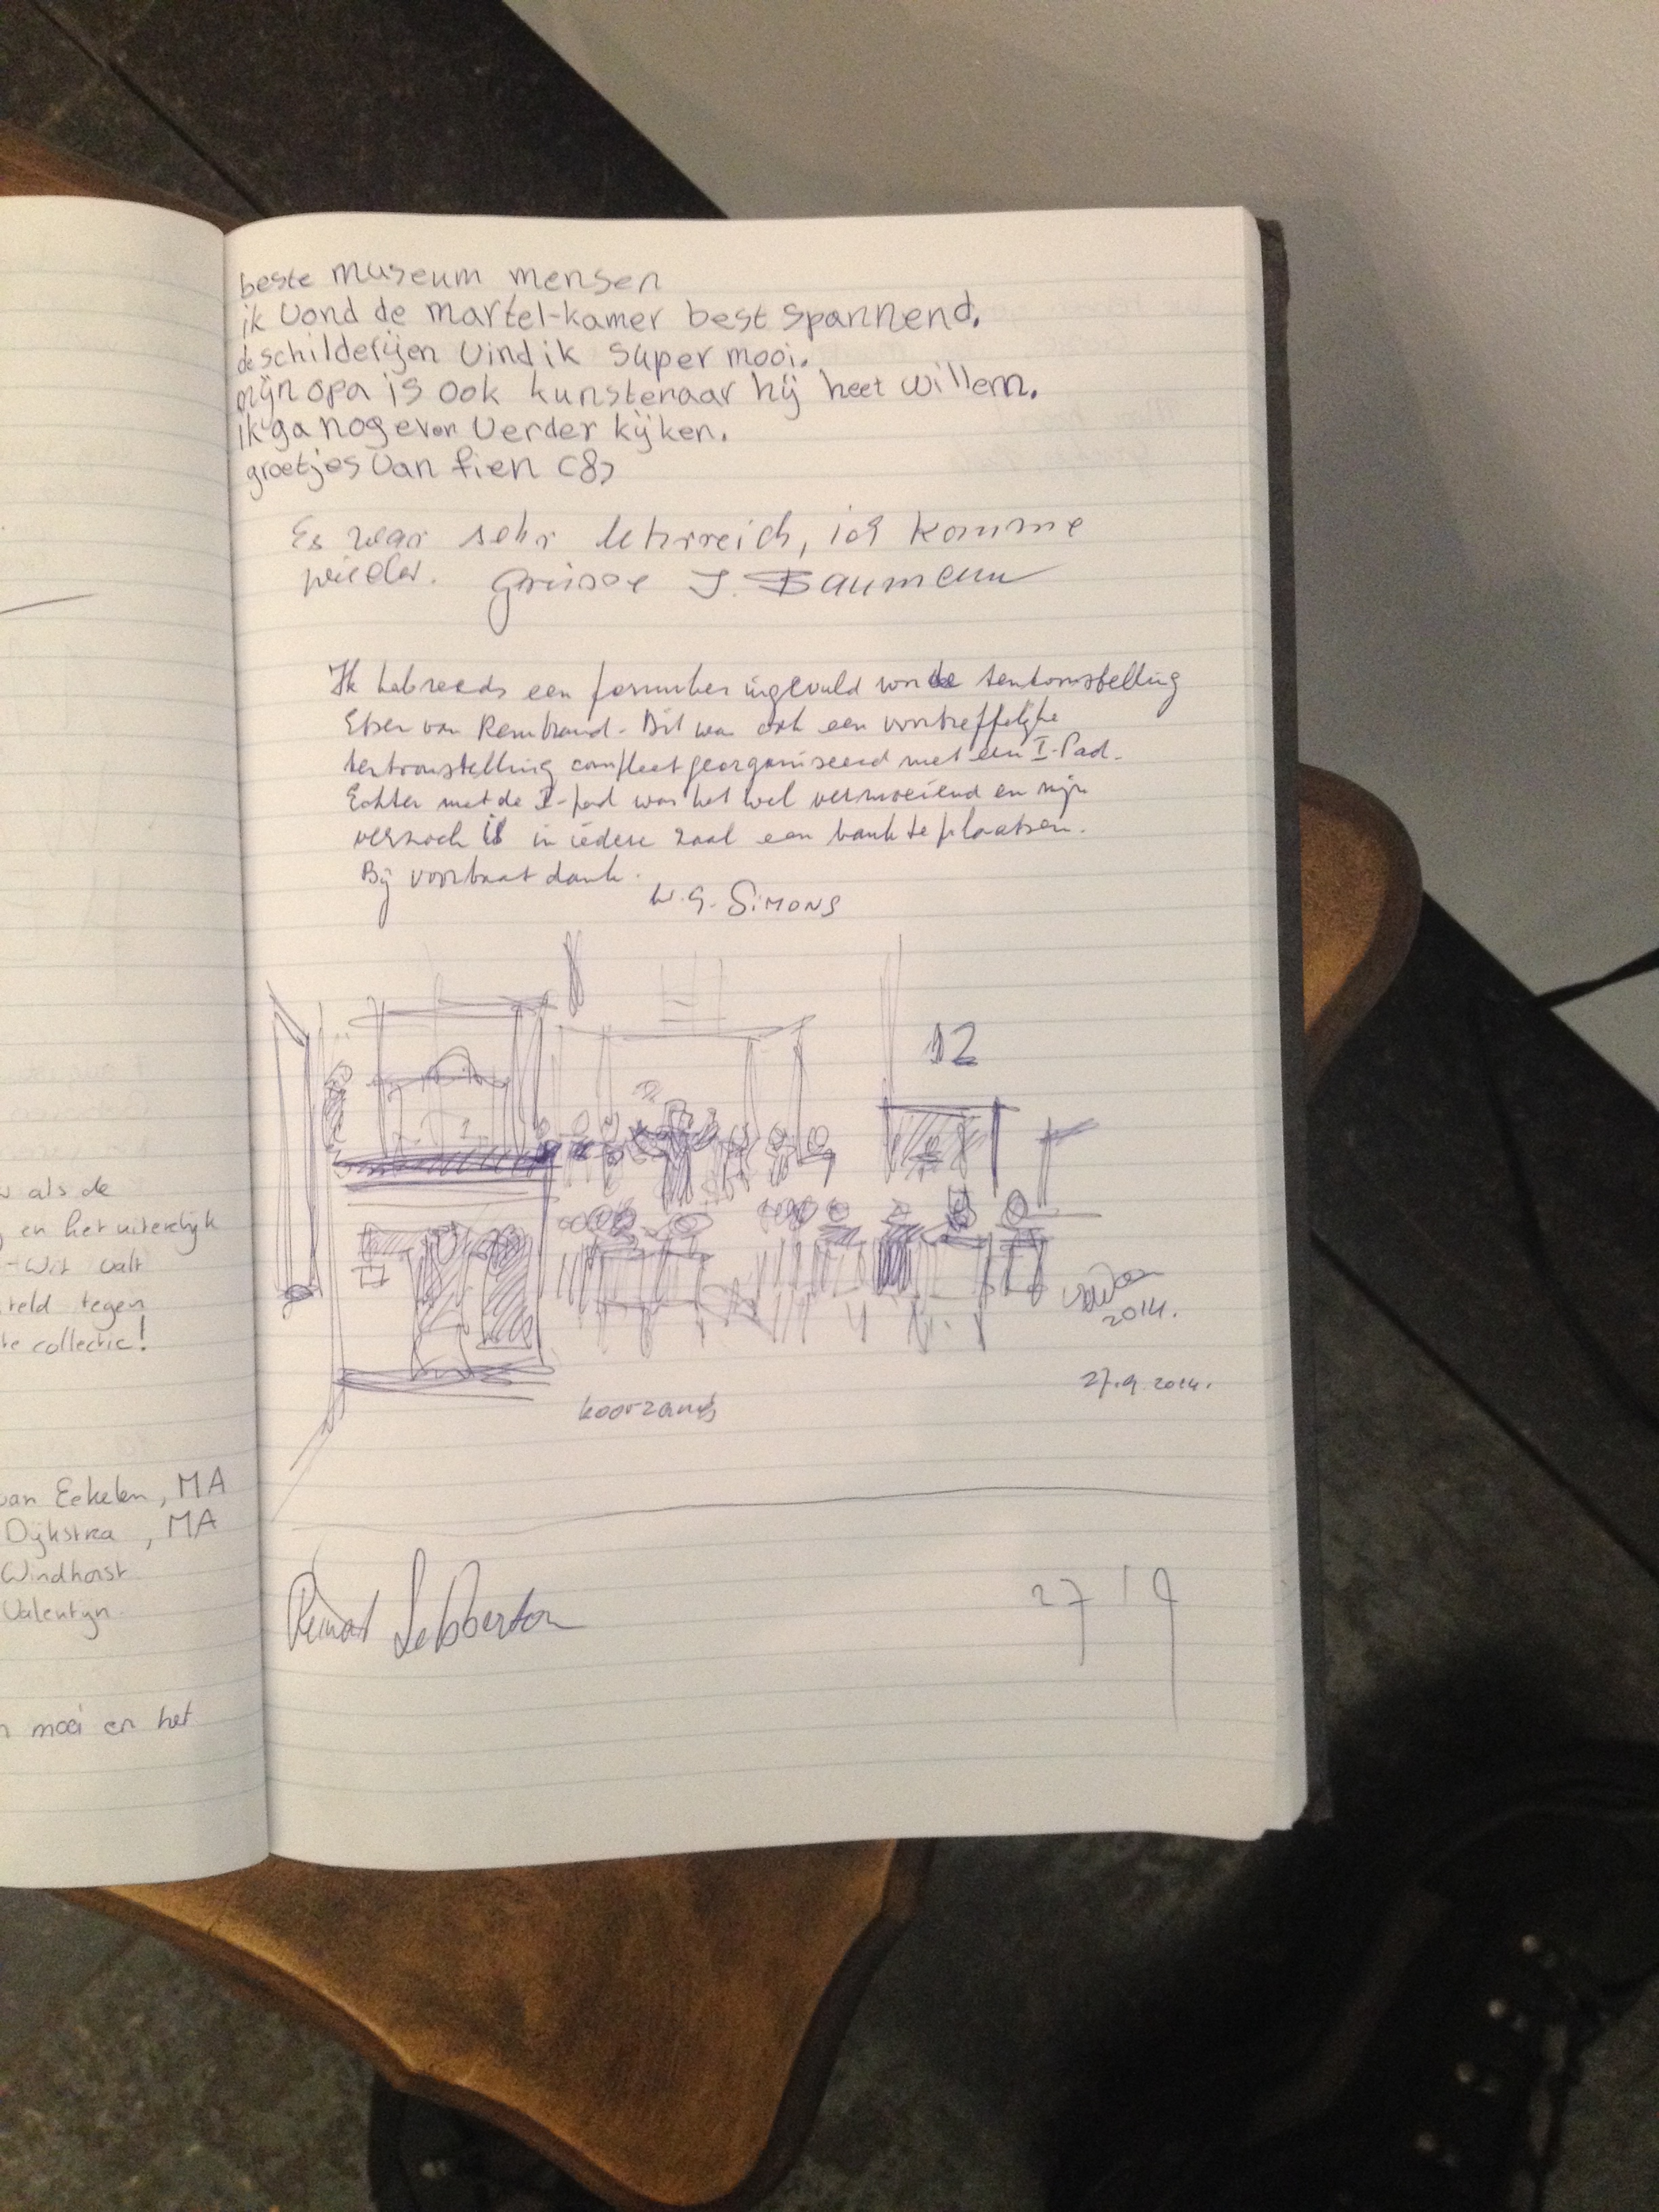 beste museum mensen
ik vond de martel-kamer best spannend.
de schilderijen vind ik super mooi.
mijn opa is ook kunstenaar hij heet willem.
ik ga nog even verder kijken.
groetjes van fien (8)
Es war sehr lehrreich, ich komme
wieder. Grüsse J. Baumann
Ik heb reeds een formulier ingevuld van de tentoonstelling
Etsen van Rembrand. Dit was ook een voortreffelijke
tentoonstelling compleet georganiseerd met een I-Pad.
Echter met de I-pad was het wel vermoeiend en mijn
verzoek is in iedere zaal een bank te plaatsen.
Bij voorbaat dank.
W.G. SIMONS
12
2014.
27.9.2014.
koorzang
27 / 9
als de
en het uiterlijk
-wit valt
teld tegen
te collectie!
van Eekelen, MA
Dijkstra, MA
Windhorst
Valentyn
mooi en het